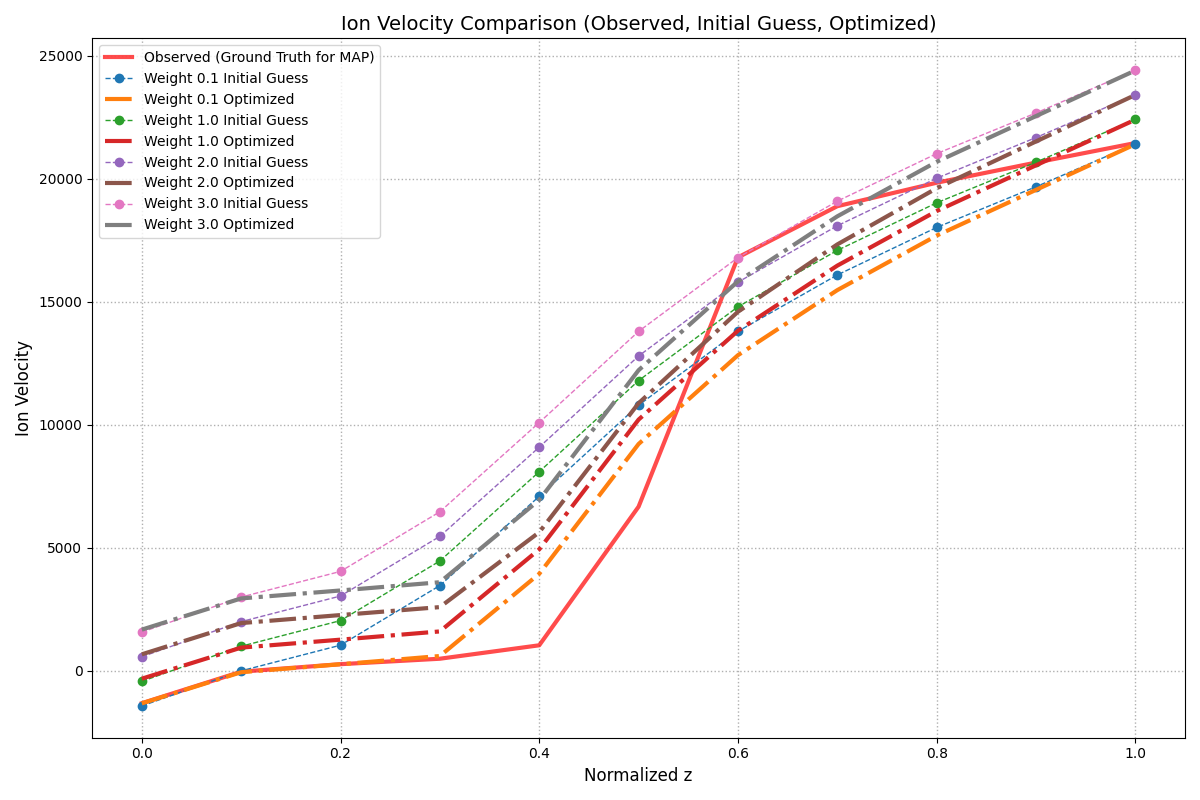 Ion Velocity Comparison (Observed, Initial Guess, Optimized)
Observed (Ground Truth for MAP)
Weight 0.1 Initial Guess
Weight 0.1 Optimized
Weight 1.0 Initial Guess
Weight 1.0 Optimized
Weight 2.0 Initial Guess
Weight 2.0 Optimized
Weight 3.0 Initial Guess
Weight 3.0 Optimized
Ion Velocity
25000
20000
15000
10000
5000
0
0.0 0.2 0.4 0.6 0.8 1.0
Normalized z